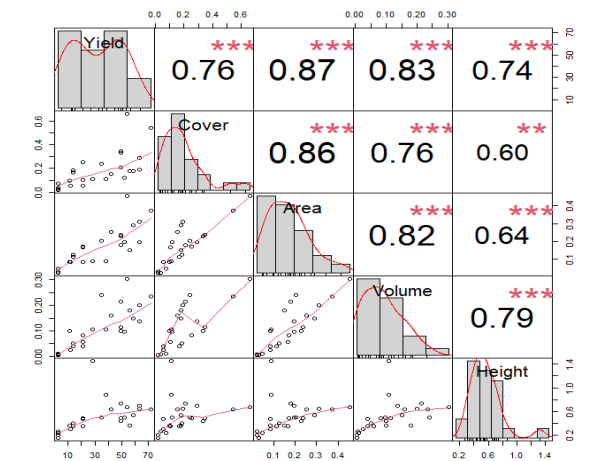 0.0 0.2 0.4 0.6 0.00 0.10 0.20 0.30
Yield *** *** *** ***
0.76 0.87 0.83 0.74
10 30 50 70
Cover *** *** **
0.86 0.76 0.60
0.0 0.2 0.4 0.6
Area *** ***
0.82 0.64
0.1 0.2 0.3 0.4
Volume ***
0.79
0.00 0.10 0.20 0.30
Height
0.2 0.6 1.0 1.4
10 30 50 70 0.1 0.2 0.3 0.4 0.2 0.6 1.0 1.4